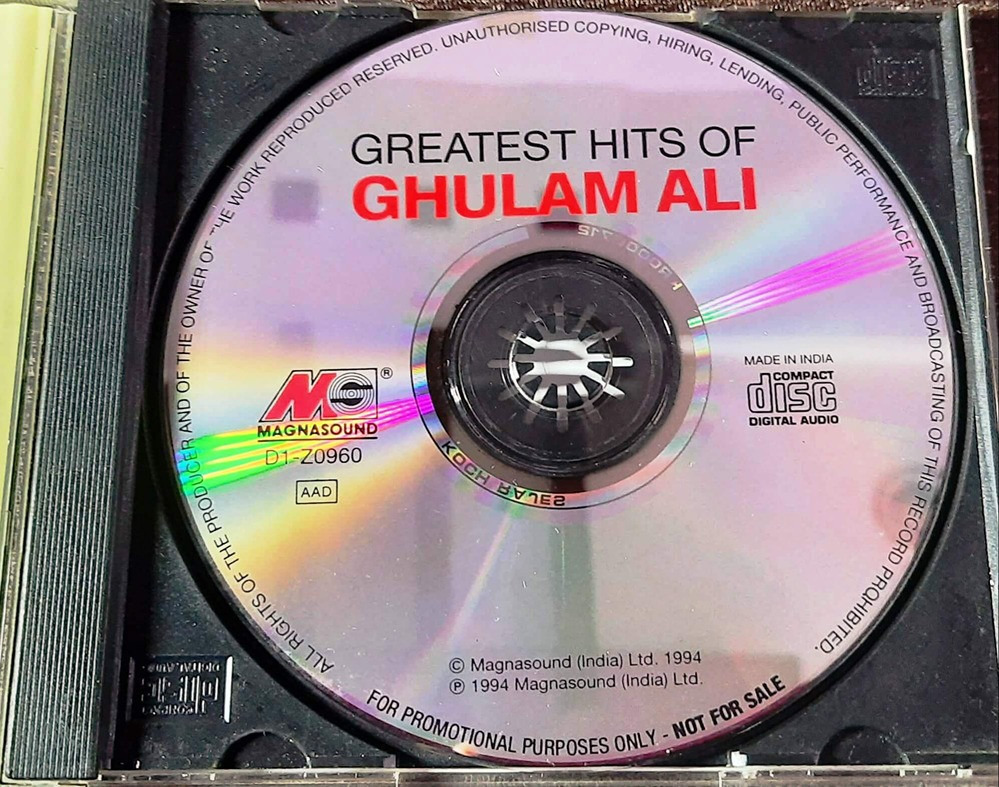 GREATEST HITS OF
GHULAM ALI
MG®
MAGNASOUND
D1-Z0960
AAD
MADE IN INDIA
COMPACT
disc
DIGITAL AUDIO
KOCH RAJES
© Magnasound (India) Ltd. 1994
℗ 1994 Magnasound (India) Ltd.
ALL RIGHTS OF THE PRODUCER AND OF THE OWNER OF THE WORK REPRODUCED RESERVED. UNAUTHORISED COPYING, HIRING, LENDING, PUBLIC PERFORMANCE AND BROADCASTING OF THIS RECORD PROHIBITED.
FOR PROMOTIONAL PURPOSES ONLY - NOT FOR SALE